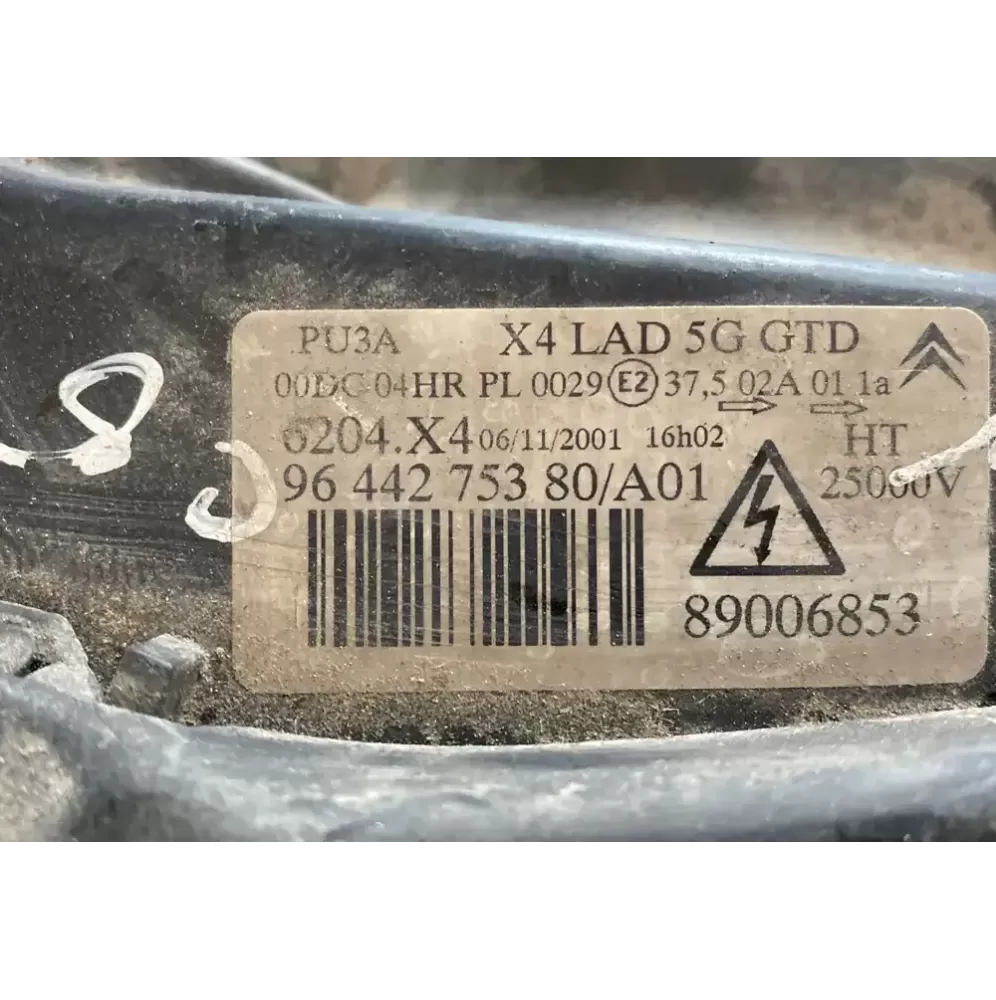 PU3A X4 LAD 5G GTD
00DC 04HR PL 0029 E2 37,5 02A 01 1a
6204.X4 06/11/2001 16h02 HT
96 442 753 80/A01 25000V
89006853